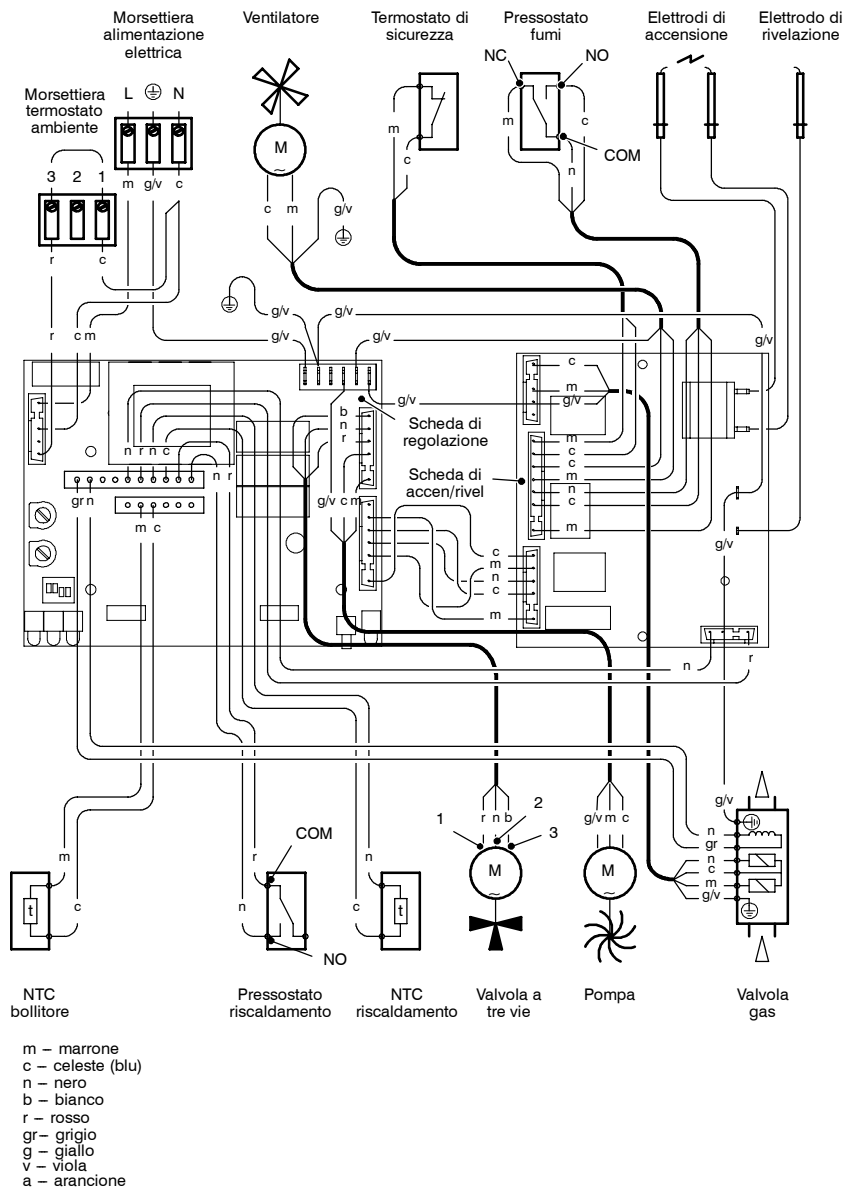 Morsettiera
alimentazione
elettrica
Ventilatore
Termostato di
sicurezza
Pressostato
fumi
Elettrodi di
accensione
Elettrodo di
rivelazione
NC
NO
L
N
Morsettiera
termostato
ambiente
M
~
m
c
m
c
COM
n
3
2
1
m
g/v
c
c
m
g/v
r
c
g/v
g/v
r
c
m
g/v
g/v
g/v
c
m
g/v
g/v
b
n
r
Scheda di
regolazione
m
c
c
m
n
c
m
n
r
n
c
n
r
Scheda di
accen/rivel
gr
n
g/v
c
m
m
c
g/v
c
m
n
c
m
n
r
g/v
1
r
n
b
2
3
g/v
m
c
n
gr
n
c
m
g/v
m
c
t
COM
r
n
NO
n
c
t
M
M
NTC
bollitore
Pressostato
riscaldamento
NTC
riscaldamento
Valvola a
tre vie
Pompa
Valvola
gas
m – marrone
c – celeste (blu)
n – nero
b – bianco
r – rosso
gr – grigio
g – giallo
v – viola
a – arancione